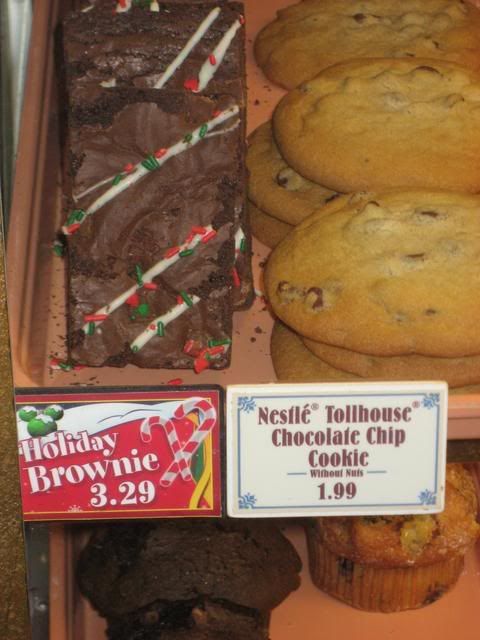 Holiday
Brownie
3.29
Nestlé® Tollhouse®
Chocolate Chip
Cookie
Without Nuts
1.99